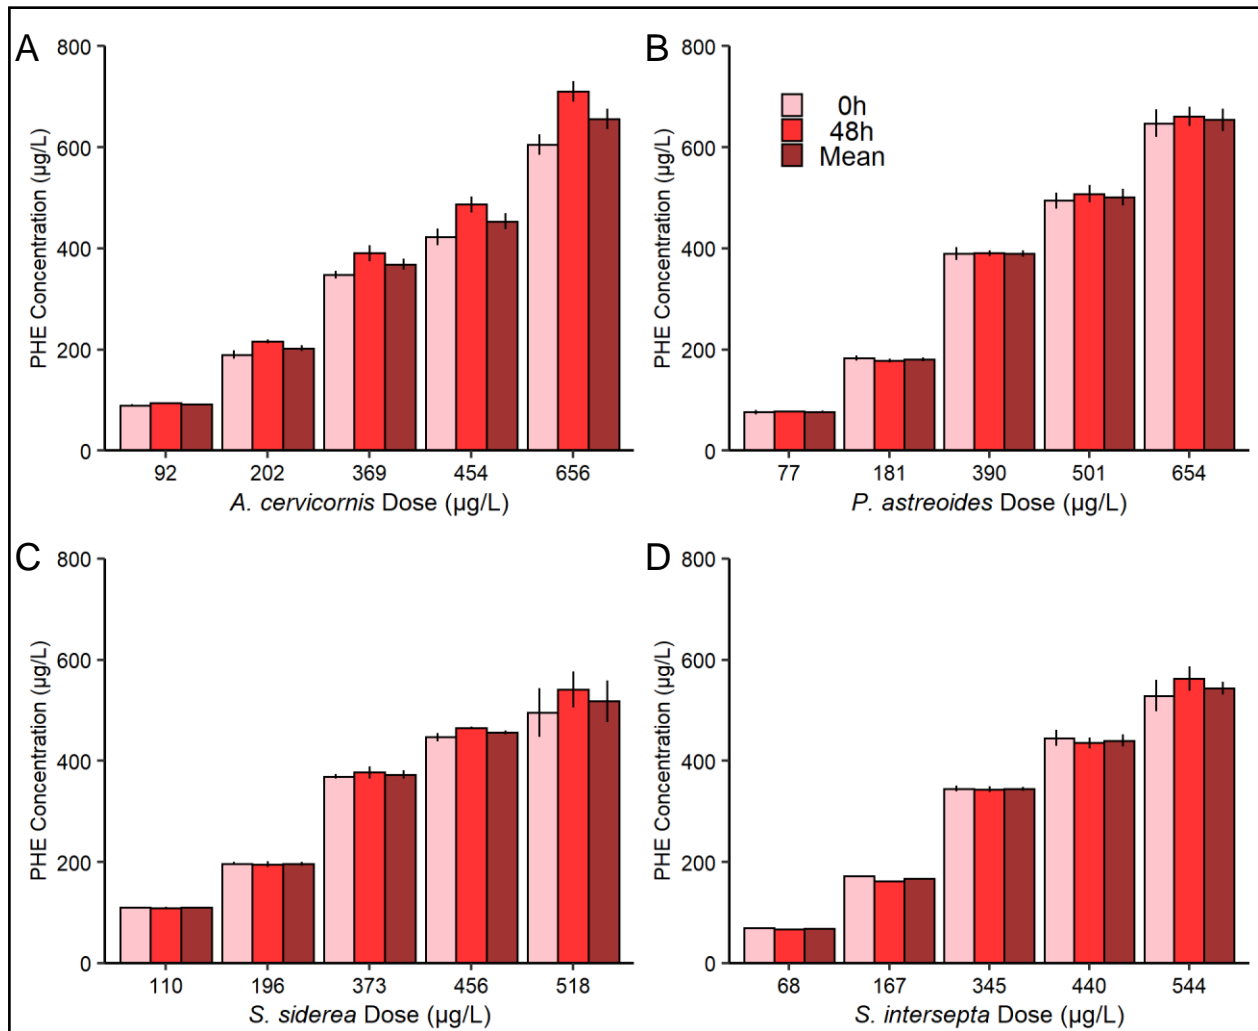 A
800
600
400
200
0
PHE Concentration (µg/L)
92 202 369 454 656
A. cervicornis Dose (µg/L)
B
800
600
400
200
0
PHE Concentration (µg/L)
0h
48h
Mean
77 181 390 501 654
P. astreoides Dose (µg/L)
C
800
600
400
200
0
PHE Concentration (µg/L)
110 196 373 456 518
S. siderea Dose (µg/L)
D
800
600
400
200
0
PHE Concentration (µg/L)
68 167 345 440 544
S. intersepta Dose (µg/L)